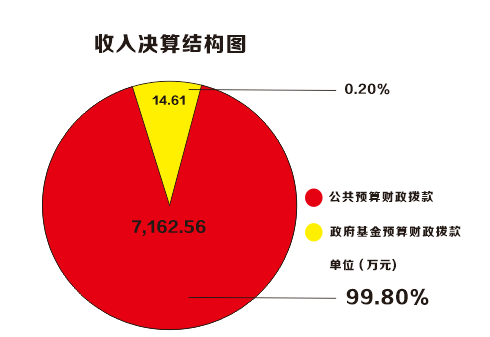 收入决算结构图
0.20%
14.61
公共预算财政拨款
7,162.56
政府基金预算财政拨款
单位(万元)
99.80%